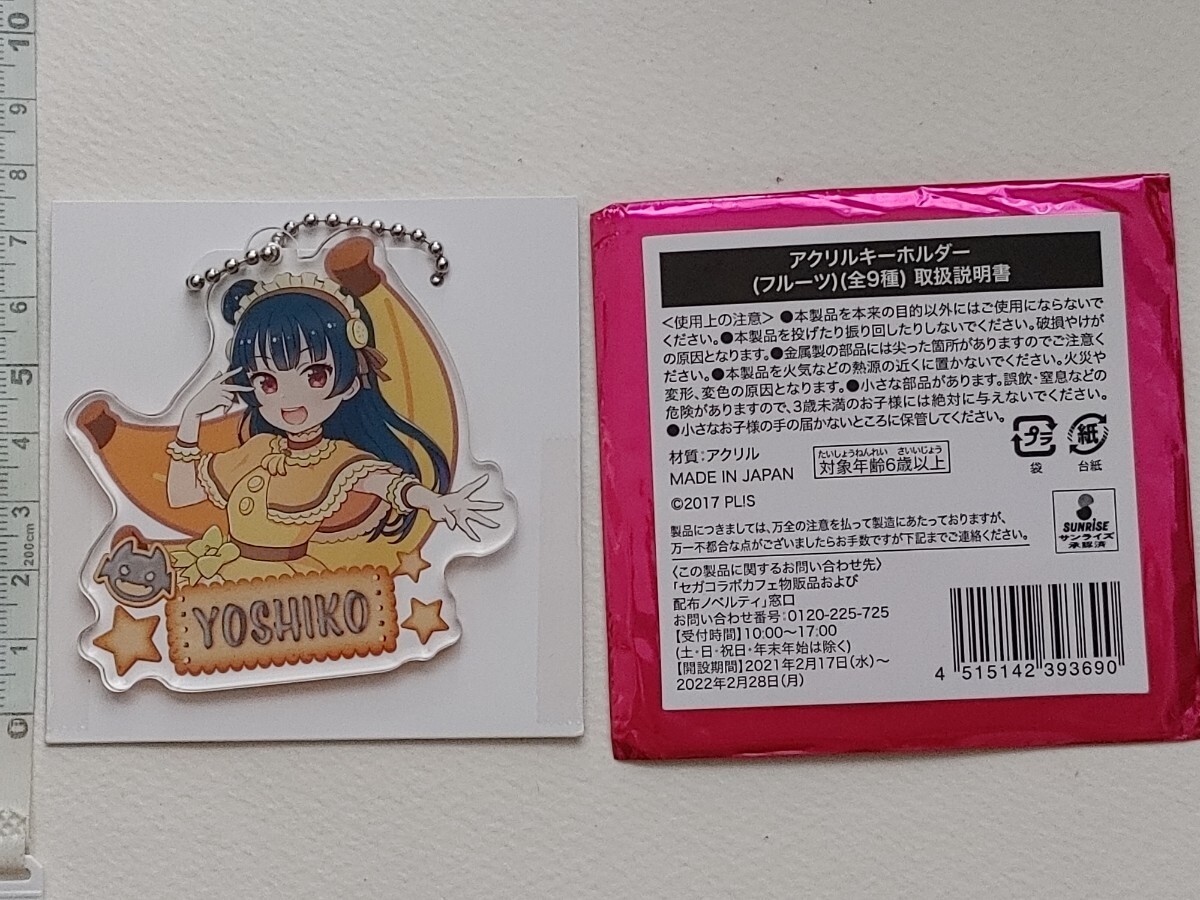 10
9
8
7
6
5
4
3
200cm
2
1
0
YOSHIKO
アクリルキーホルダー
(フルーツ)(全9種) 取扱説明書
<使用上の注意> ●本製品を本来の目的以外にはご使用にならないで
ください。●本製品を投げたり振り回したりしないでください。破損やけが
の原因となります。●金属製の部品には尖った箇所がありますのでご注意く
ださい。●本製品を火気などの熱源の近くに置かないでください。火災や
変形、変色の原因となります。●小さな部品があります。誤飲・窒息などの
危険がありますので、3歳未満のお子様には絶対に与えないでください。
●小さなお子様の手の届かないところに保管してください。
材質:アクリル
MADE IN JAPAN
たいしょうねんれい さいいじょう
対象年齢6歳以上
プラ
袋
紙
台紙
©2017 PL!S
SUNRISE
サンライズ
承認済
製品につきましては、万全の注意を払って製造にあたっておりますが、
万一不都合な点がございましたらお手数ですが下記までご連絡ください。
〈この製品に関するお問い合わせ先〉
「セガコラボカフェ物販品および
配布ノベルティ」窓口
お問い合わせ番号:0120-225-725
【受付時間】10:00～17:00
(土・日・祝日・年末年始は除く)
【開設期間】2021年2月17日(水)～
2022年2月28日(月)
4 515142 393690